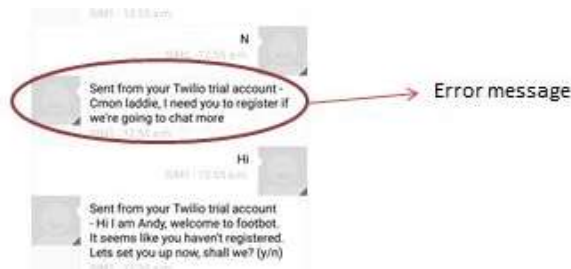 N
Sent from your Twilio trial account -
Cmon laddie, I need you to register if
we're going to chat more
Error message
Hi
Sent from your Twilio trial account
- Hi I am Andy, welcome to footbot.
It seems like you haven't registered.
Lets set you up now, shall we? (y/n)